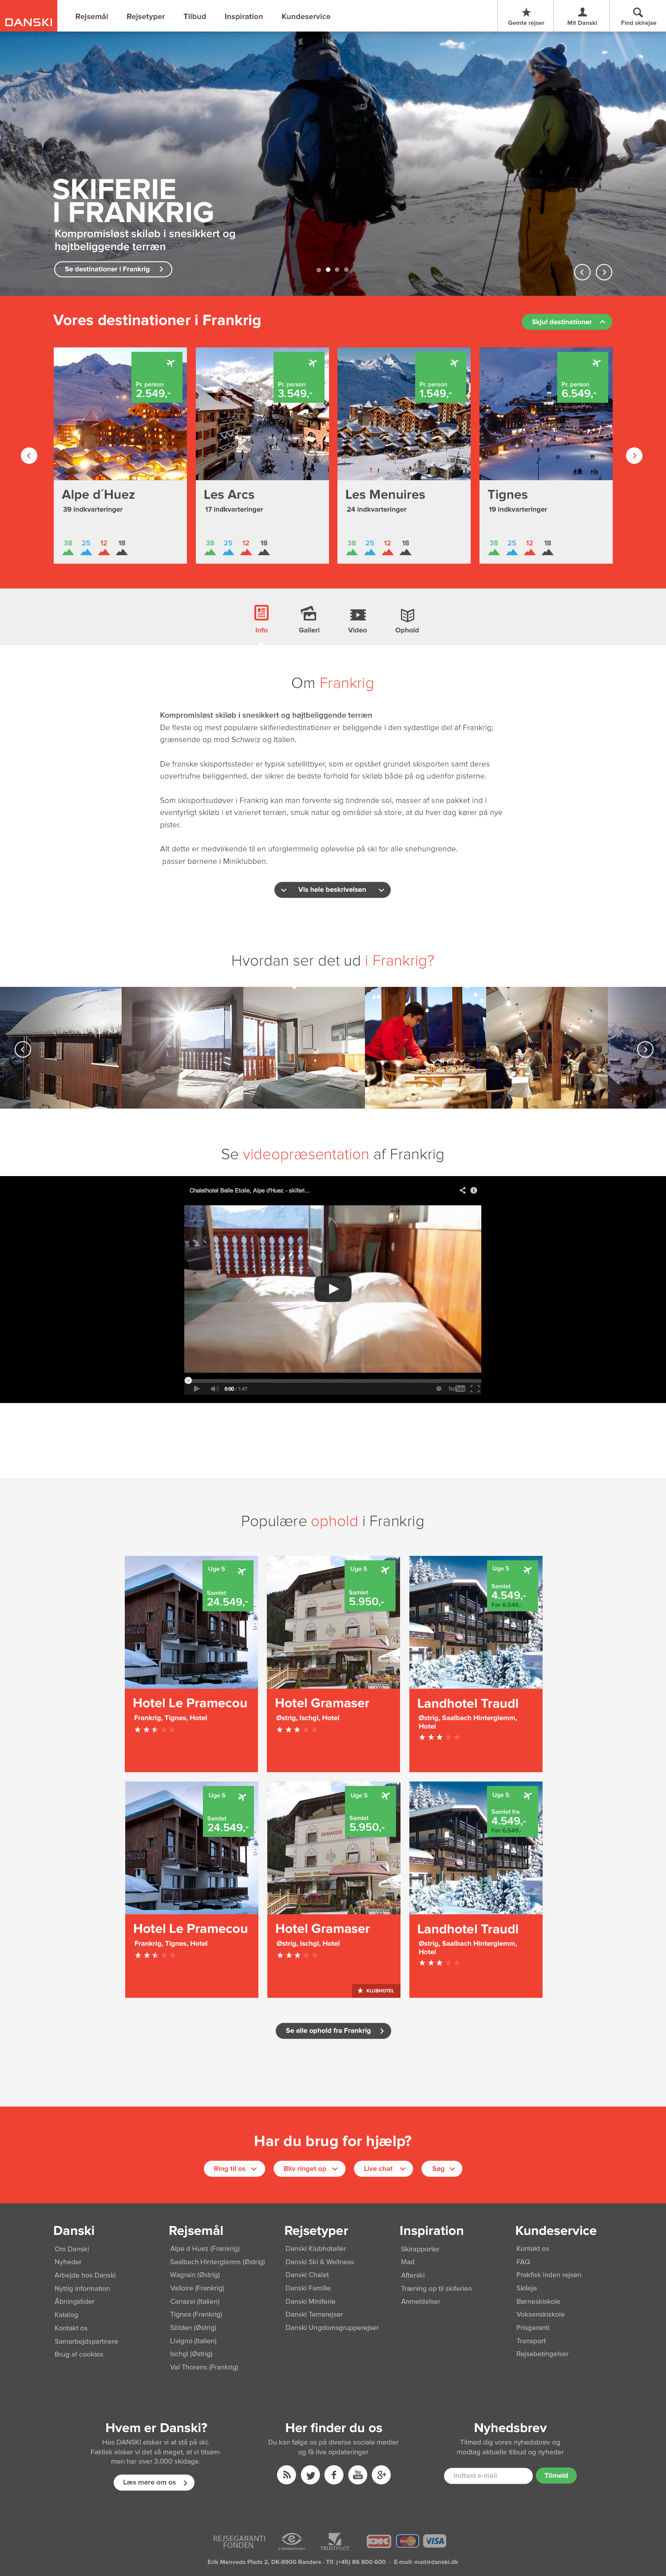 DANSKI
Rejsemål
Rejsetyper
Tilbud
Inspiration
Kundeservice
Gemte rejser
Mit Danski
Find skirejse
SKIFERIE
I FRANKRIG
Kompromisløst skiløb i snesikkert og
højtbeliggende terræn
Se destinationer i Frankrig
Vores destinationer i Frankrig
Skjul destinationer
Pr. person
2.549,-
Alpe d´Huez
39 indkvarteringer
38 25 12 18
Pr. person
3.549,-
Les Arcs
17 indkvarteringer
38 25 12 18
Pr. person
1.549,-
Les Menuires
24 indkvarteringer
38 25 12 18
Pr. person
6.549,-
Tignes
19 indkvarteringer
38 25 12 18
Info
Galleri
Video
Ophold
Om Frankrig
Kompromisløst skiløb i snesikkert og højtbeliggende terræn
De fleste og mest populære skiferiedestinationer er beliggende i den sydøstlige del af Frankrig;
grænsende op mod Schweiz og Italien.
De franske skisportssteder er typisk satellitbyer, som er opstået grundet skisporten samt deres
uovertrufne beliggenhed, der sikrer de bedste forhold for skiløb både på og udenfor pisterne.
Som skisportsudøver i Frankrig kan man forvente sig tindrende sol, masser af sne pakket ind i
eventyrligt skiløb i et varieret terræn, smuk natur og områder så store, at du hver dag kører på nye
pister.
Alt dette er medvirkende til en uforglemmelig oplevelse på ski for alle snehungrende.
passer børnene i Miniklubben.
Vis hele beskrivelsen
Hvordan ser det ud i Frankrig?
Se videopræsentation af Frankrig
Chalethotel Belle Etoile, Alpe d'Huez - skiferi...
0:00 / 1:47
You Tube
Populære ophold i Frankrig
Uge 5
Samlet
24.549,-
Hotel Le Pramecou
Frankrig, Tignes, Hotel
Uge 5
Samlet
5.950,-
GRAMASER
Hotel Gramaser
Østrig, Ischgl, Hotel
Uge 5
Samlet
4.549,-
Før 6.549,-
Landhotel Traudl
Østrig, Saalbach Hinterglemm,
Hotel
Uge 5
Samlet
24.549,-
Hotel Le Pramecou
Frankrig, Tignes, Hotel
Uge 5
Samlet
5.950,-
GRAMASER
Hotel Gramaser
Østrig, Ischgl, Hotel
KLUBHOTEL
Uge 5
Samlet fra
4.549,-
Før 6.549,-
Landhotel Traudl
Østrig, Saalbach Hinterglemm,
Hotel
Se alle ophold fra Frankrig
Har du brug for hjælp?
Ring til os
Bliv ringet op
Live chat
Søg
Danski
Om Danski
Nyheder
Arbejde hos Danski
Nyttig information
Åbningstider
Katalog
Kontakt os
Samarbejdspartnere
Brug af cookies
Rejsemål
Alpe d Huez (Frankrig)
Saalbach Hinterglemm (Østrig)
Wagrain (Østrig)
Valloire (Frankrig)
Canazei (Italien)
Tignes (Frankrig)
Sölden (Østrig)
Livigno (Italien)
Ischgl (Østrig)
Val Thorens (Frankrig)
Rejsetyper
Danski Klubhoteller
Danski Ski & Wellness
Danski Chalet
Danski Familie
Danski Miniferie
Danski Temarejser
Danski Ungdomsgrupperejser
Inspiration
Skirapporter
Mad
Afterski
Træning op til skiferien
Anmeldelser
Kundeservice
Kontakt os
FAQ
Praktisk inden rejsen
Skileje
Børneskiskole
Voksenskiskole
Prisgaranti
Transport
Rejsebetingelser
Hvem er Danski?
Hos DANSKI elsker vi at stå på ski.
Faktisk elsker vi det så meget, at vi tilsam-
men har over 3.000 skidage.
Læs mere om os
Her finder du os
Du kan følge os på diverse sociale medier
og få live opdateringer
You Tube
Nyhedsbrev
Tilmed dig vores nyhedsbrev og
modtag aktuelle tilbud og nyheder
Indtast e-mail
Tilmeld
REJSEGARANTI
FONDEN
TRUSTPILOT
DK
MasterCard
VISA
Erik Menveds Plads 2, DK-8900 Randers · Tlf. (+45) 86 800 600 · E-mail: mail@danski.dk